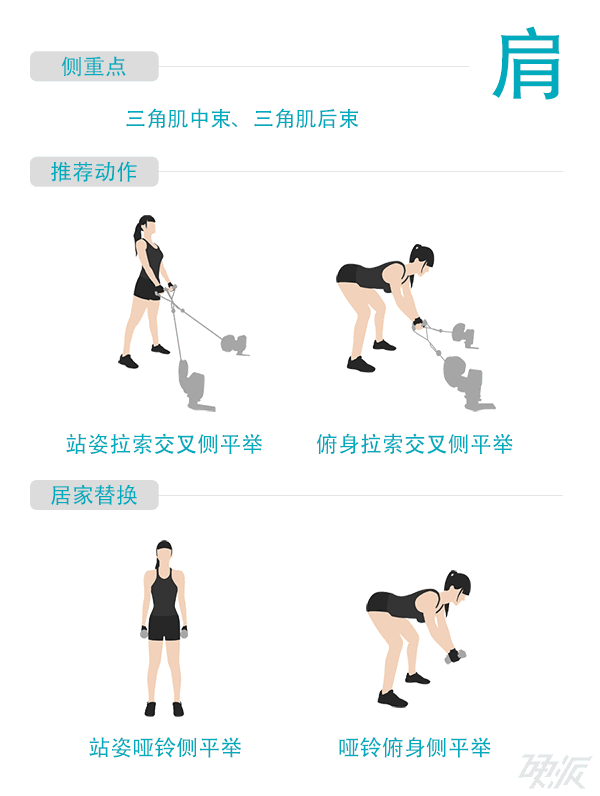 肩
侧重点
三角肌中束、三角肌后束
推荐动作
站姿拉索交叉侧平举
俯身拉索交叉侧平举
居家替换
站姿哑铃侧平举
哑铃俯身侧平举
硬派